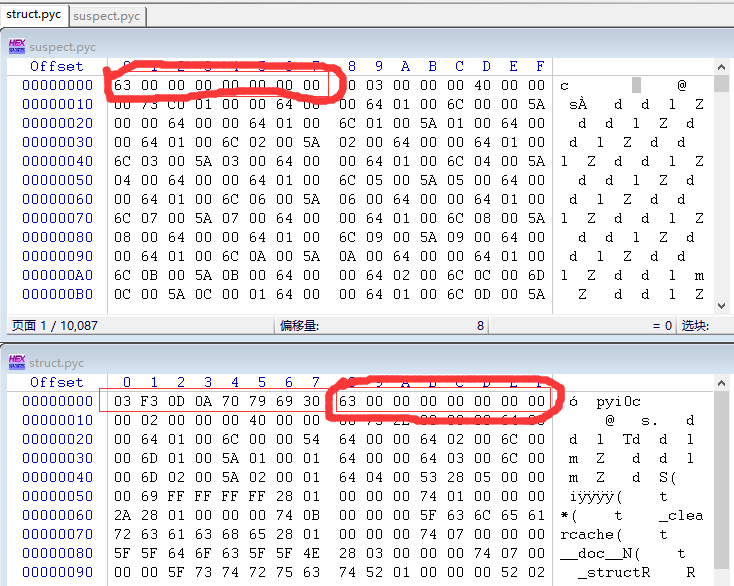 struct.pyc suspect.pyc
suspect.pyc
Offset 0 1 2 3 4 5 6 7 8 9 A B C D E F
00000000 63 00 00 00 00 00 00 00 00 03 00 00 00 40 00 00 c @
00000010 00 73 C0 01 00 00 64 00 00 64 01 00 6C 00 00 5A sÀ d d l Z
00000020 00 00 64 00 00 64 01 00 6C 01 00 5A 01 00 64 00 d d l Z d
00000030 00 64 01 00 6C 02 00 5A 02 00 64 00 00 64 01 00 d l Z d d
00000040 6C 03 00 5A 03 00 64 00 00 64 01 00 6C 04 00 5A l Z d d l Z
00000050 04 00 64 00 00 64 01 00 6C 05 00 5A 05 00 64 00 d d l Z d
00000060 00 64 01 00 6C 06 00 5A 06 00 64 00 00 64 01 00 d l Z d d
00000070 6C 07 00 5A 07 00 64 00 00 64 01 00 6C 08 00 5A l Z d d l Z
00000080 08 00 64 00 00 64 01 00 6C 09 00 5A 09 00 64 00 d d l Z d
00000090 00 64 01 00 6C 0A 00 5A 0A 00 64 00 00 64 01 00 d l Z d d
000000A0 6C 0B 00 5A 0B 00 64 00 00 64 02 00 6C 0C 00 6D l Z d d l m
000000B0 0C 00 5A 0C 00 01 64 00 00 64 01 00 6C 0D 00 5A Z d d l Z
页面 1 / 10,087 偏移量: 8 = 0 选块:
struct.pyc
Offset 0 1 2 3 4 5 6 7 8 9 A B C D E F
00000000 03 F3 0D 0A 70 79 69 30 63 00 00 00 00 00 00 00 ó pyi0c
00000010 00 02 00 00 00 40 00 00 00 73 2E 00 00 00 64 00 @ s. d
00000020 00 64 01 00 6C 00 00 54 64 00 00 64 02 00 6C 00 d l Td d l
00000030 00 6D 01 00 5A 01 00 01 64 00 00 64 03 00 6C 00 m Z d d l
00000040 00 6D 02 00 5A 02 00 01 64 04 00 53 28 05 00 00 m Z d S(
00000050 00 69 FF FF FF FF 28 01 00 00 00 74 01 00 00 00 iÿÿÿÿ( t
00000060 2A 28 01 00 00 00 74 0B 00 00 00 5F 63 6C 65 61 *( t _clea
00000070 72 63 61 63 68 65 28 01 00 00 00 74 07 00 00 00 rcache( t
00000080 5F 5F 64 6F 63 5F 5F 4E 28 03 00 00 00 74 07 00 __doc__N( t
00000090 00 00 5F 73 74 72 75 63 74 52 01 00 00 00 52 02 _structR R